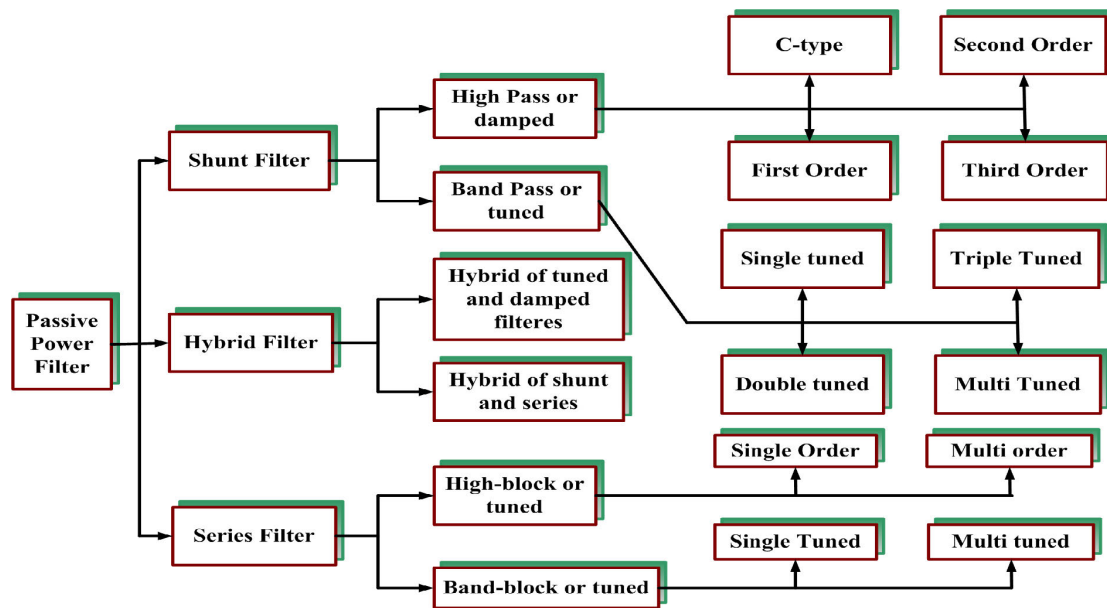 C-type
Second Order
High Pass or
damped
Shunt Filter
First Order
Third Order
Band Pass or
tuned
Single tuned
Triple Tuned
Hybrid of tuned
and damped
filteres
Passive
Power
Filter
Hybrid Filter
Hybrid of shunt
and series
Double tuned
Multi Tuned
Single Order
Multi order
High-block or
tuned
Series Filter
Single Tuned
Multi tuned
Band-block or tuned